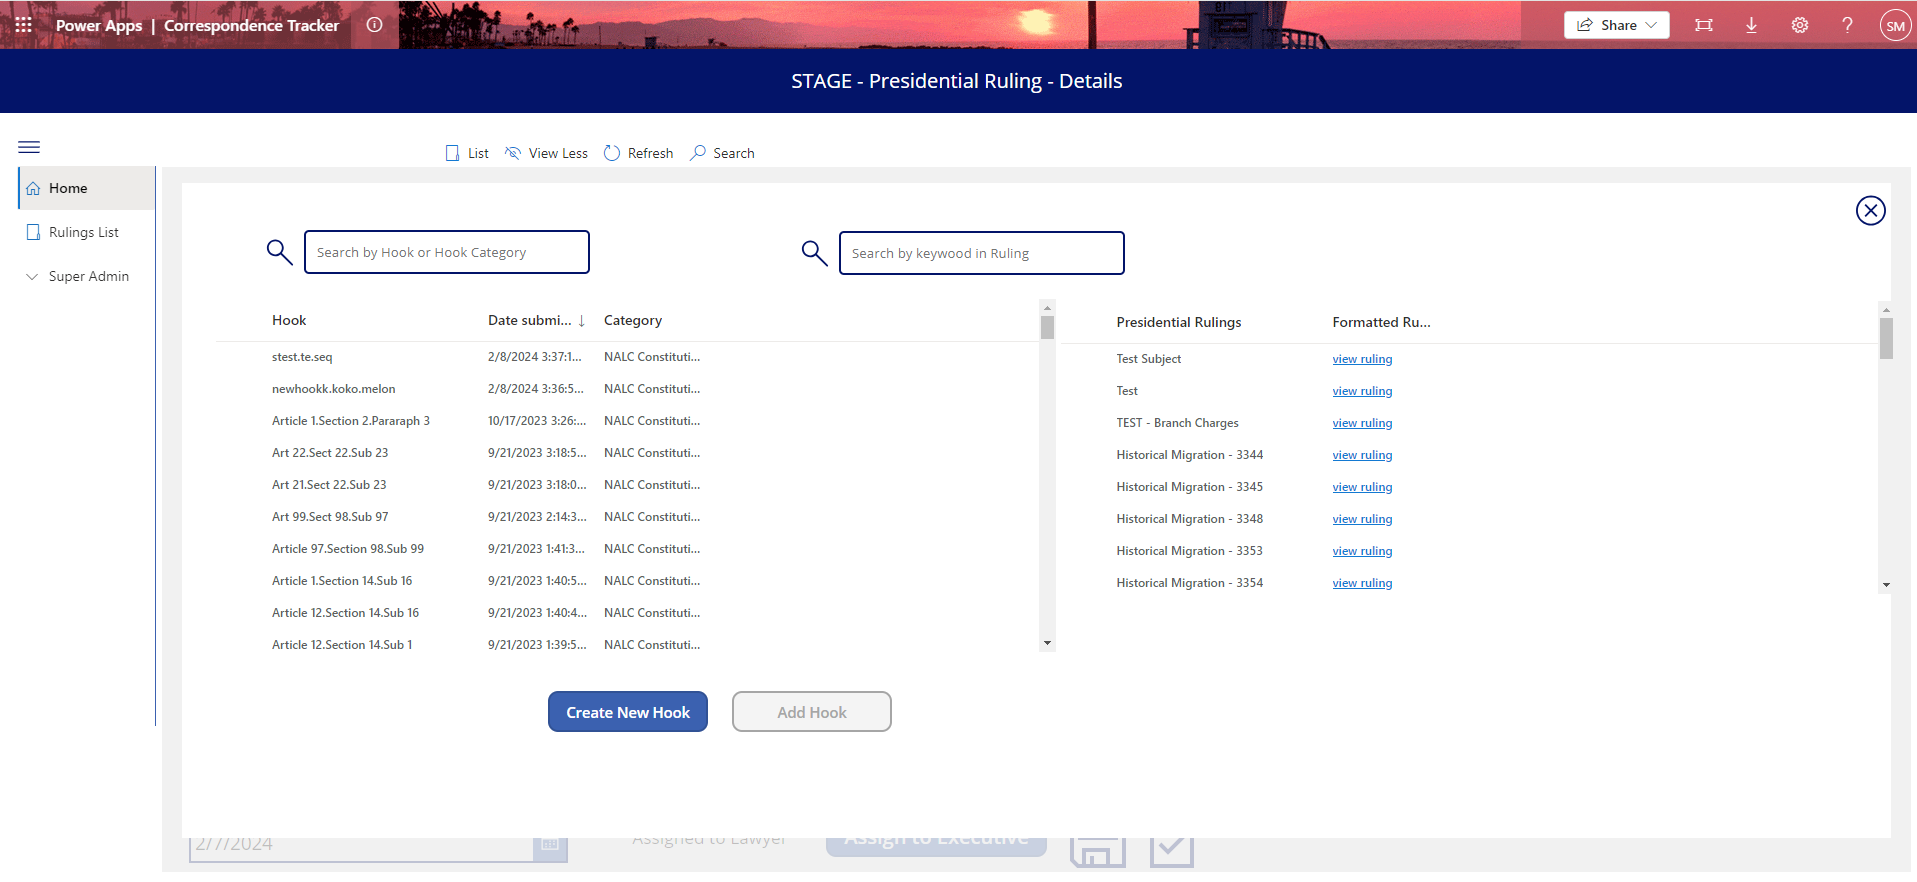 Power Apps | Correspondence Tracker
Share
SM
STAGE - Presidential Ruling - Details
List View Less Refresh Search
Home
Rulings List
Super Admin
Search by Hook or Hook Category
Search by keywood in Ruling
Hook Date submi... Category
stest.te.seq 2/8/2024 3:37:1... NALC Constituti...
newhookk.koko.melon 2/8/2024 3:36:5... NALC Constituti...
Article 1.Section 2.Pararaph 3 10/17/2023 3:26:... NALC Constituti...
Art 22.Sect 22.Sub 23 9/21/2023 3:18:5... NALC Constituti...
Art 21.Sect 22.Sub 23 9/21/2023 3:18:0... NALC Constituti...
Art 99.Sect 98.Sub 97 9/21/2023 2:14:3... NALC Constituti...
Article 97.Section 98.Sub 99 9/21/2023 1:41:3... NALC Constituti...
Article 1.Section 14.Sub 16 9/21/2023 1:40:5... NALC Constituti...
Article 12.Section 14.Sub 16 9/21/2023 1:40:4... NALC Constituti...
Article 12.Section 14.Sub 1 9/21/2023 1:39:5... NALC Constituti...
Presidential Rulings Formatted Ru...
Test Subject view ruling
Test view ruling
TEST - Branch Charges view ruling
Historical Migration - 3344 view ruling
Historical Migration - 3345 view ruling
Historical Migration - 3348 view ruling
Historical Migration - 3353 view ruling
Historical Migration - 3354 view ruling
Create New Hook Add Hook
2/7/2024 Assigned to Lawyer Assign to Executive